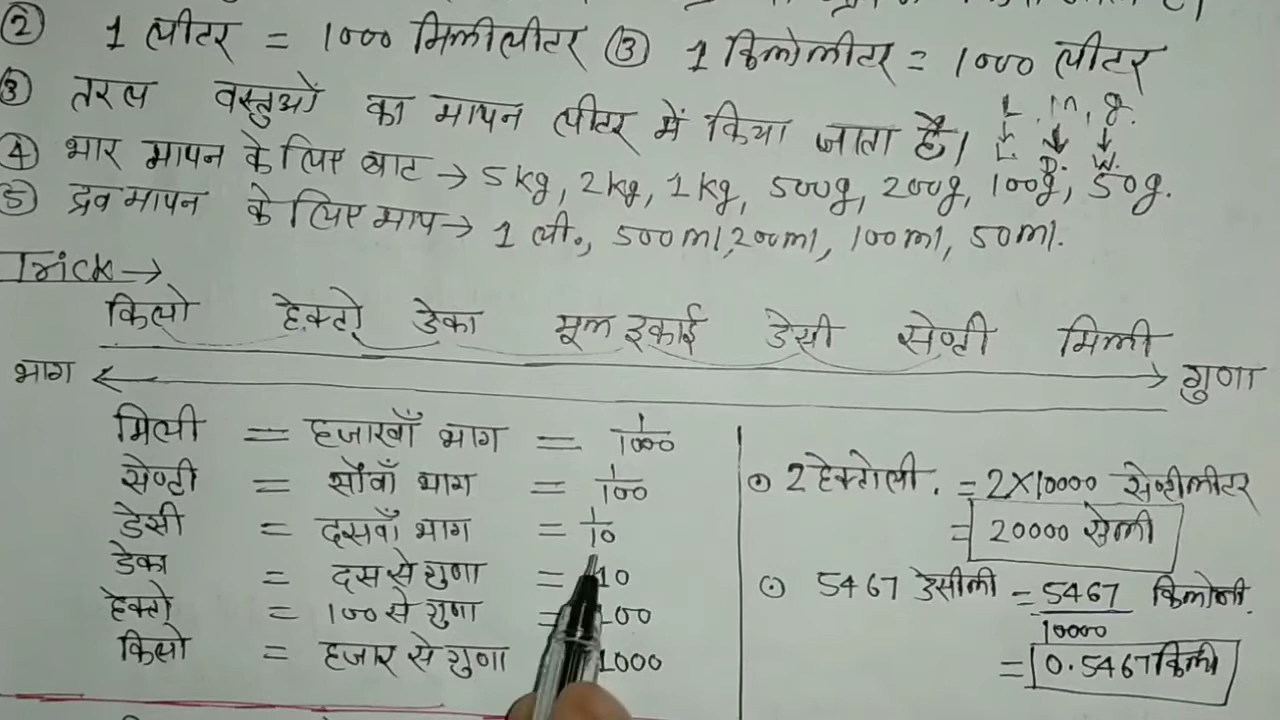 ② 1 लीटर = 1000 मिलीलीटर ③ 1 किलोलीटर = 1000 लीटर
③ तरल वस्तुओं का मापन लीटर में किया जाता है।
L. m, g.
L. D. W.
④ भार मापन के लिए बाट → 5kg, 2kg, 1kg, 500g, 200g, 100g, 50g.
⑤ द्रव मापन के लिए माप → 1 ली०, 500ml, 200ml, 100ml, 50ml.
Trick →
किलो हेक्टो डेका मूल इकाई डेसी सेण्टी मिली
भाग ← → गुणा
मिली = हजारवाँ भाग = 1/1000
सेण्टी = सौवाँ भाग = 1/100
डेसी = दसवाँ भाग = 1/10
डेका = दस से गुणा = 10
हेक्टो = 100 से गुणा = 100
किलो = हजार से गुणा 1000
⊙ 2 हेक्टोली. = 2×10000 सेण्टीलीटर
= 20000 सेली
⊙ 5467 डेसीली = 5467/10000 किलोली.
= 0.5467 किली